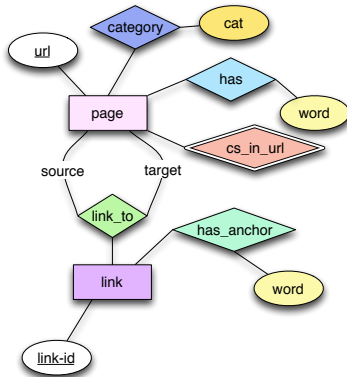 category
cat
url
has
page
word
cs_in_url
source
target
link_to
has_anchor
link
word
link-id